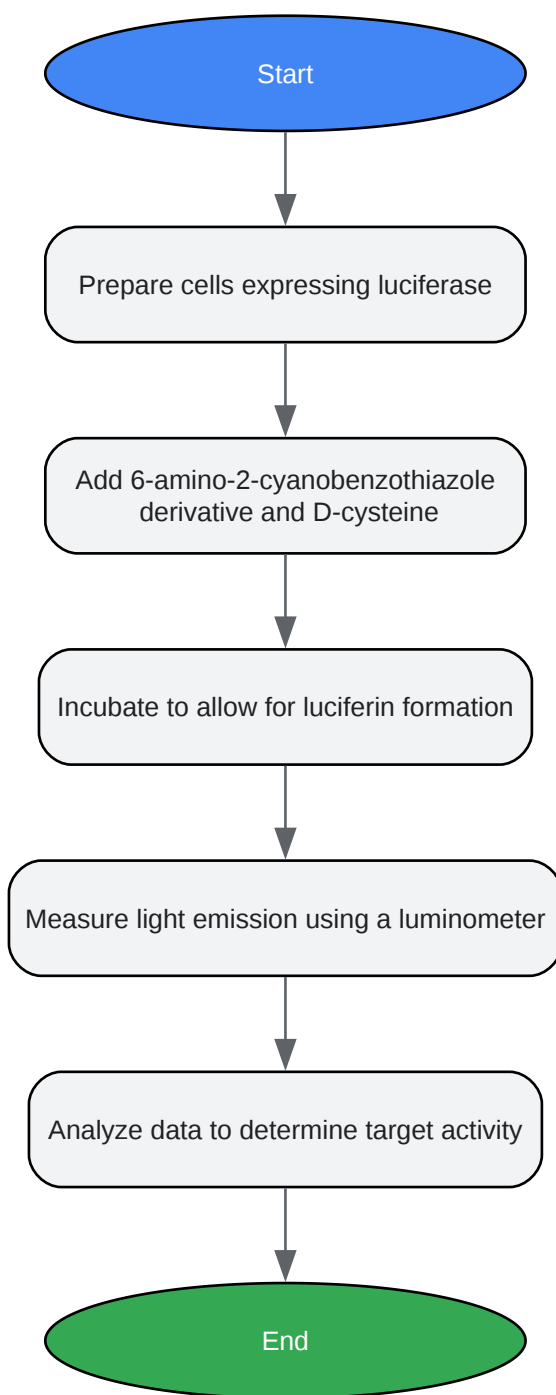 Start
Prepare cells expressing luciferase
Add 6-amino-2-cyanobenzothiazole
derivative and D-cysteine
Incubate to allow for luciferin formation
Measure light emission using a luminometer
Analyze data to determine target activity
End